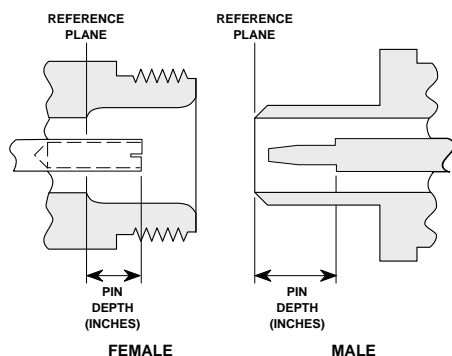 REFERENCE
PLANE
REFERENCE
PLANE
PIN
DEPTH
(INCHES)
PIN
DEPTH
(INCHES)
FEMALE
MALE